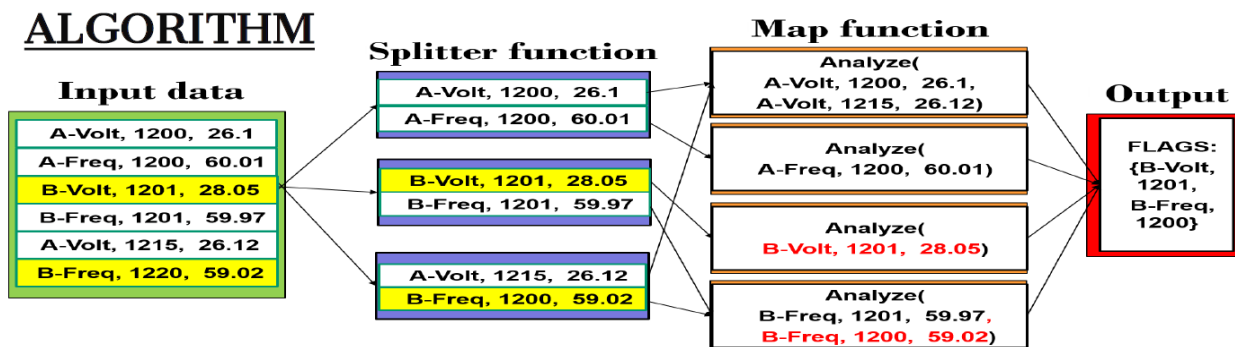 ALGORITHM
Input data
A-Volt, 1200, 26.1
A-Freq, 1200, 60.01
B-Volt, 1201, 28.05
B-Freq, 1201, 59.97
A-Volt, 1215, 26.12
B-Freq, 1220, 59.02
Splitter function
A-Volt, 1200, 26.1
A-Freq, 1200, 60.01
B-Volt, 1201, 28.05
B-Freq, 1201, 59.97
A-Volt, 1215, 26.12
B-Freq, 1200, 59.02
Map function
Analyze(
A-Volt, 1200, 26.1,
A-Volt, 1215, 26.12)
Analyze(
A-Freq, 1200, 60.01)
Analyze(
B-Volt, 1201, 28.05)
Analyze(
B-Freq, 1201, 59.97,
B-Freq, 1200, 59.02)
Output
FLAGS:
{B-Volt,
1201,
B-Freq,
1200}